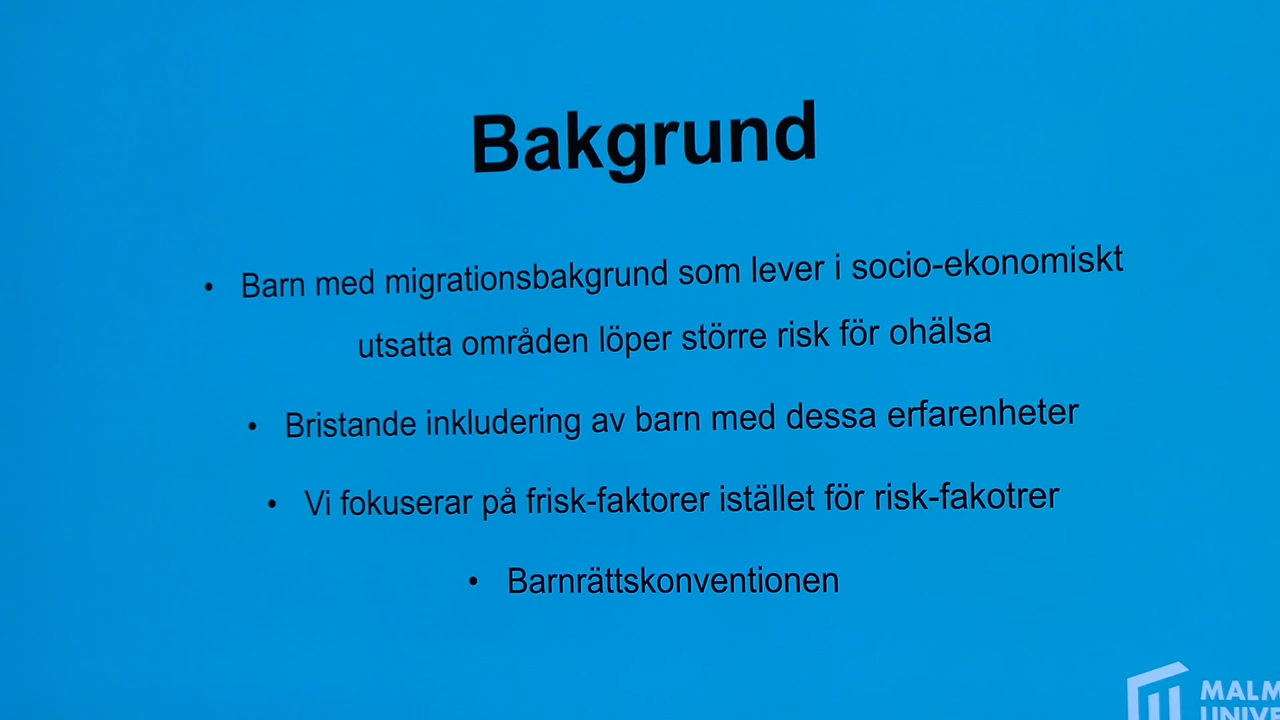 Bakgrund
• Barn med migrationsbakgrund som lever i socio-ekonomiskt
utsatta områden löper större risk för ohälsa
• Bristande inkludering av barn med dessa erfarenheter
• Vi fokuserar på frisk-faktorer istället för risk-fakotrer
• Barnrättskonventionen
MALM
UNIVE